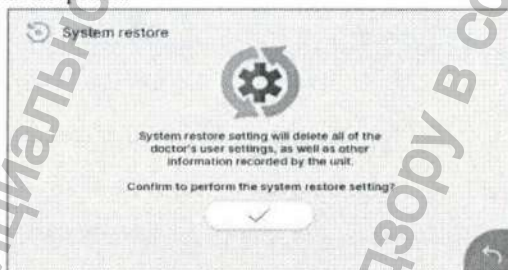 System restore
System restore setting will delete all of the
doctor's user settings, as well as other
information recorded by the unit.
Confirm to perform the system restore setting?